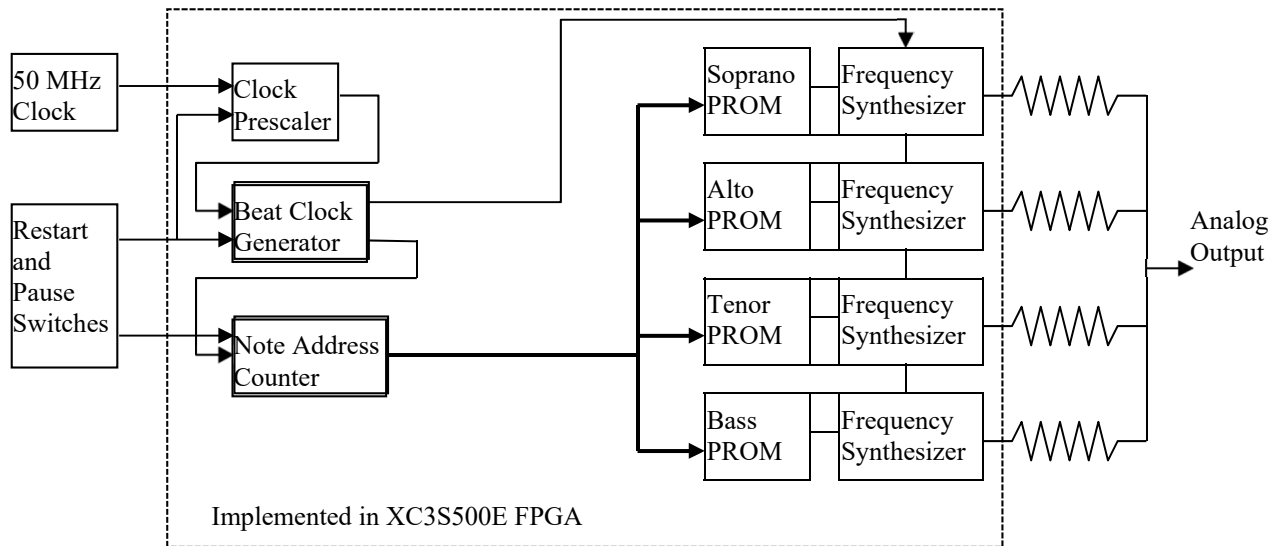 50 MHz
Clock
Clock
Prescaler
Restart
and
Pause
Switches
Beat Clock
Generator
Note Address
Counter
Soprano
PROM
Frequency
Synthesizer
Alto
PROM
Frequency
Synthesizer
Tenor
PROM
Frequency
Synthesizer
Bass
PROM
Frequency
Synthesizer
Analog
Output
Implemented in XC3S500E FPGA